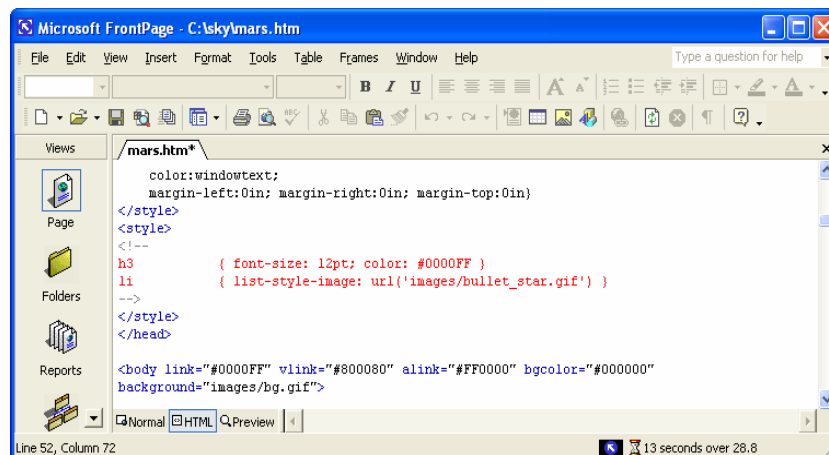 Microsoft FrontPage - C:\sky\mars.htm
File Edit View Insert Format Tools Table Frames Window Help Type a question for help
B I U A A A
ABC
Views mars.htm*
color:windowtext;
margin-left:0in; margin-right:0in; margin-top:0in}
</style>
Page <style>
<!--
h3 { font-size: 12pt; color: #0000FF }
li { list-style-image: url('images/bullet_star.gif') }
Folders -->
</style>
</head>
Reports <body link="#0000FF" vlink="#800080" alink="#FF0000" bgcolor="#000000"
background="images/bg.gif">
Normal HTML Preview
Line 52, Column 72 13 seconds over 28.8